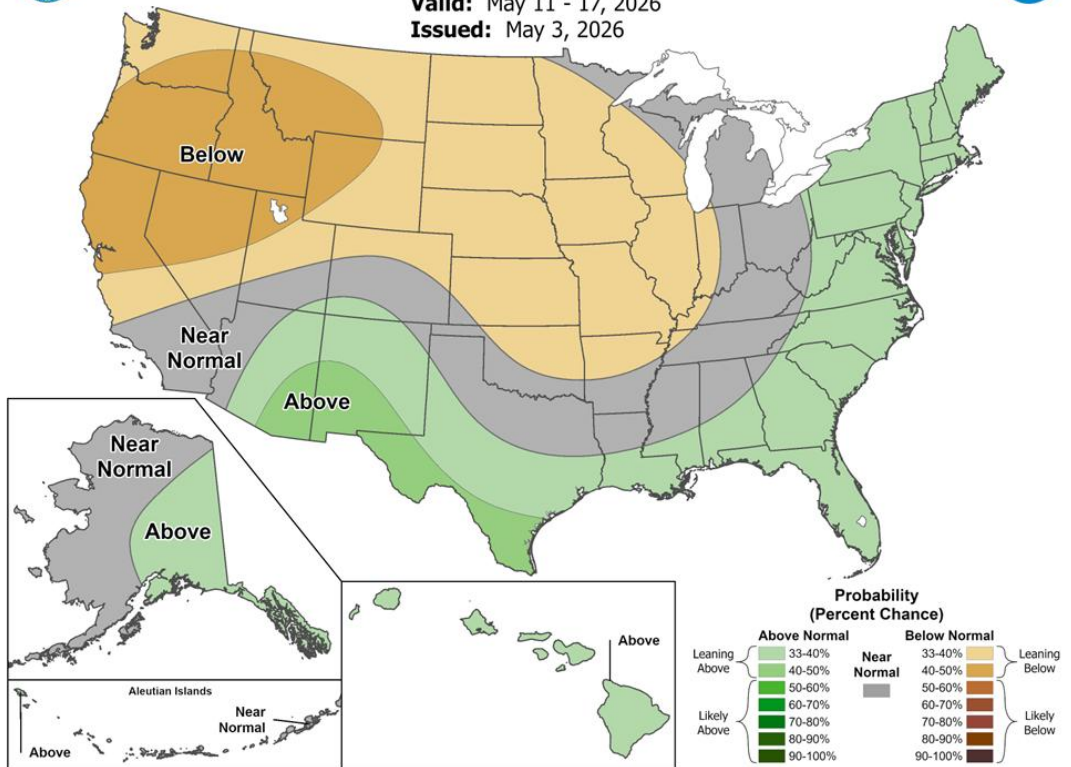 Valid: May 11 - 17, 2026
Issued: May 3, 2026
Below
Near
Normal
Above
Near
Normal
Above
Aleutian Islands
Near
Normal
Above
Above
Probability
(Percent Chance)
Above Normal
Below Normal
Leaning
Above
33-40%
40-50%
Likely
Above
50-60%
60-70%
70-80%
80-90%
90-100%
Near
Normal
33-40%
40-50%
Leaning
Below
50-60%
60-70%
70-80%
80-90%
90-100%
Likely
Below